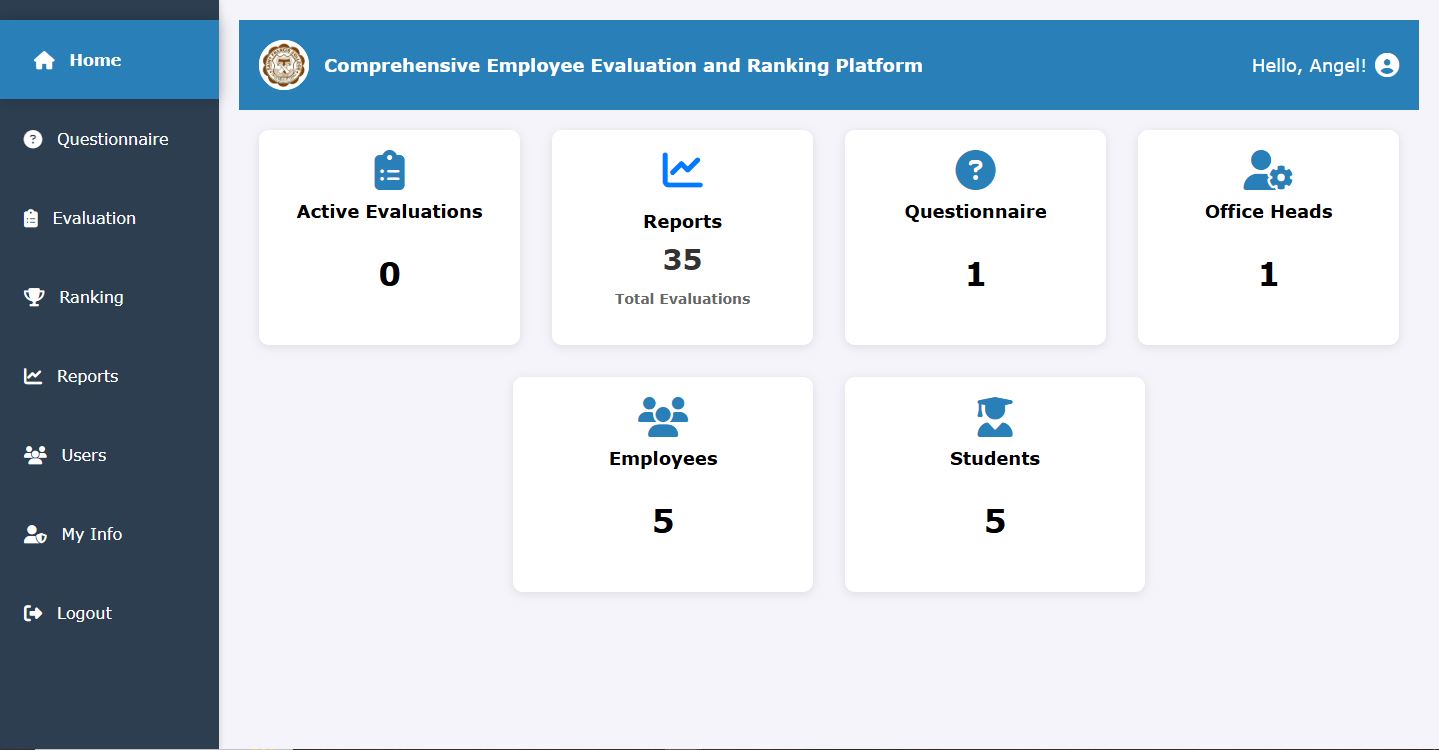 Home
Questionnaire
Evaluation
Ranking
Reports
Users
My Info
Logout
Comprehensive Employee Evaluation and Ranking Platform
Hello, Angel!
Active Evaluations
0
Reports
35
Total Evaluations
Questionnaire
1
Office Heads
1
Employees
5
Students
5